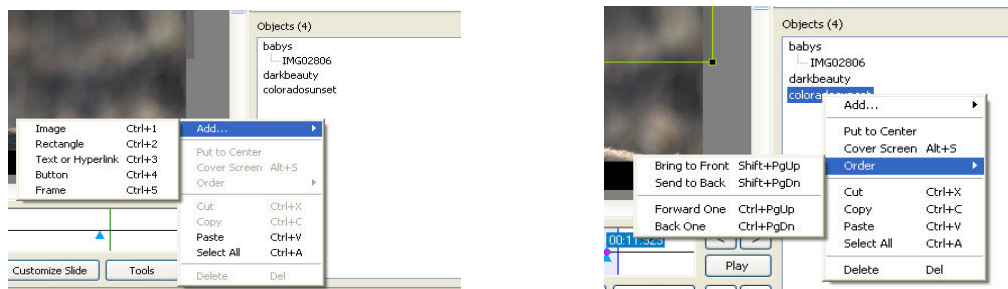 Objects (4)
babys
IMG02806
darkbeauty
coloradosunset
Image Ctrl+1
Rectangle Ctrl+2
Text or Hyperlink Ctrl+3
Button Ctrl+4
Frame Ctrl+5
Add...
Put to Center
Cover Screen Alt+S
Order
Cut Ctrl+X
Copy Ctrl+C
Paste Ctrl+V
Select All Ctrl+A
Delete Del
Customize Slide
Tools
Objects (4)
babys
IMG02806
darkbeauty
coloradosunset
Add...
Put to Center
Cover Screen Alt+S
Order
Cut Ctrl+X
Copy Ctrl+C
Paste Ctrl+V
Select All Ctrl+A
Delete Del
Bring to Front Shift+PgUp
Send to Back Shift+PgDn
Forward One Ctrl+PgUp
Back One Ctrl+PgDn
Play